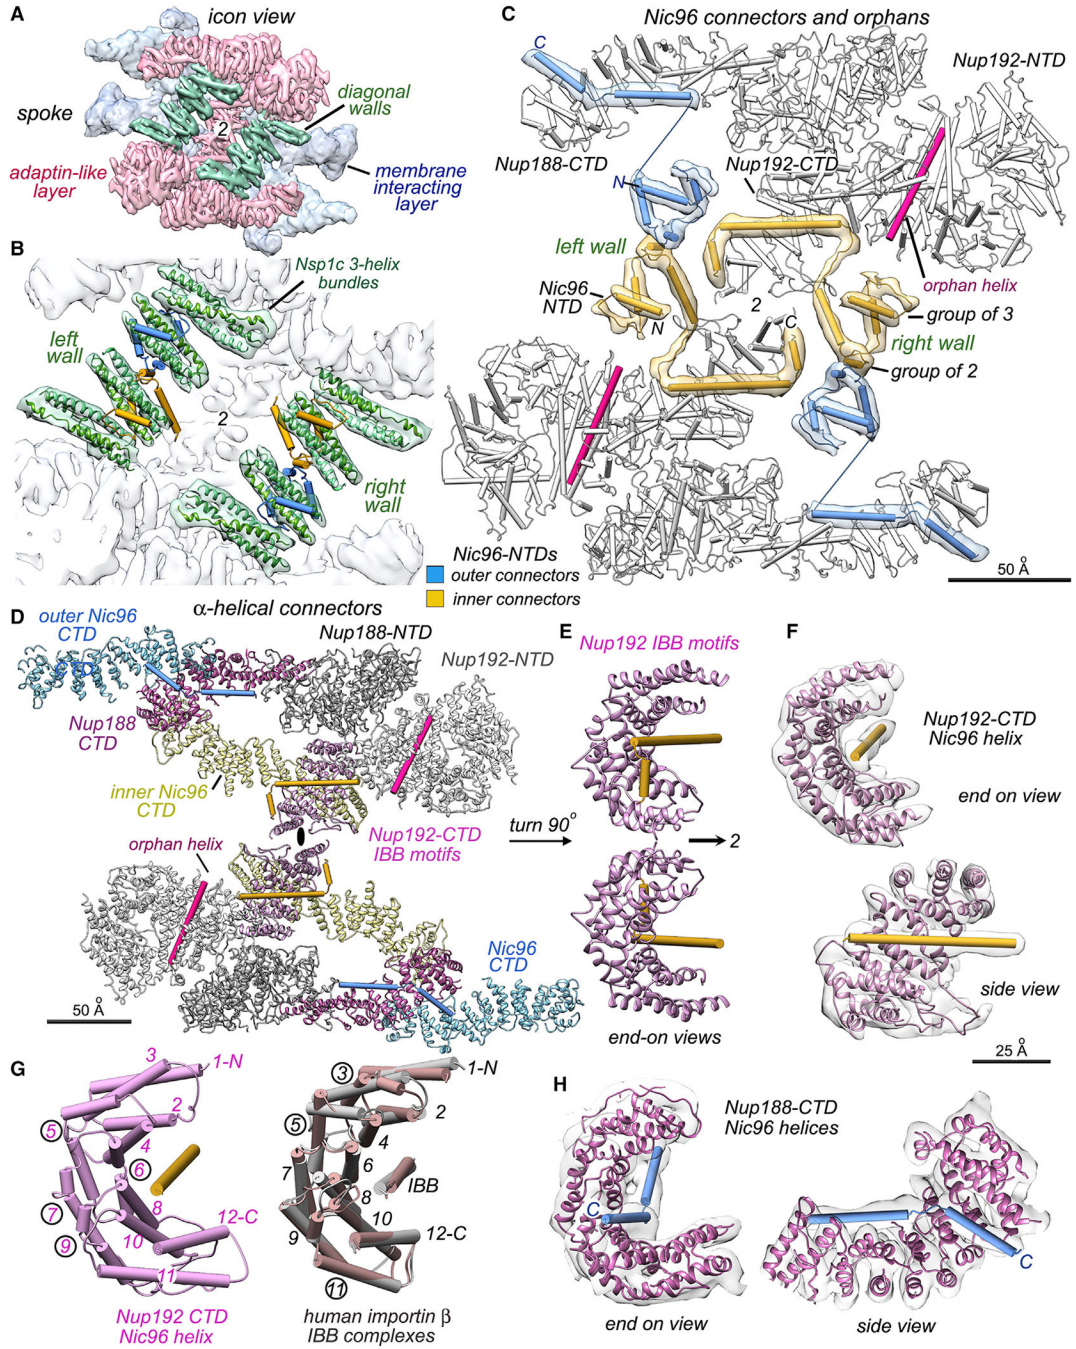 A
icon view
spoke
2
diagonal
walls
adaptin-like
layer
membrane
interacting
layer
B
Nsp1c 3-helix
bundles
left
wall
2
right
wall
C
Nic96 connectors and orphans
C
Nup192-NTD
Nup188-CTD
Nup192-CTD
N
left wall
orphan helix
Nic96
NTD
N
2
C
group of 3
right wall
group of 2
Nic96-NTDs
outer connectors
inner connectors
50 Å
D
α-helical connectors
outer Nic96
CTD
Nup188-NTD
Nup192-NTD
Nup188
CTD
inner Nic96
CTD
Nup192-CTD
IBB motifs
orphan helix
turn 90°
Nic96
CTD
50 Å
E
Nup192 IBB motifs
2
end-on views
F
Nup192-CTD
Nic96 helix
end on view
side view
25 Å
G
3
1-N
2
5
4
6
7
8
9
10
12-C
11
Nup192 CTD
Nic96 helix
3
1-N
2
5
4
7
6
IBB
8
10
9
12-C
11
human importin β
IBB complexes
H
Nup188-CTD
Nic96 helices
C
C
end on view
side view